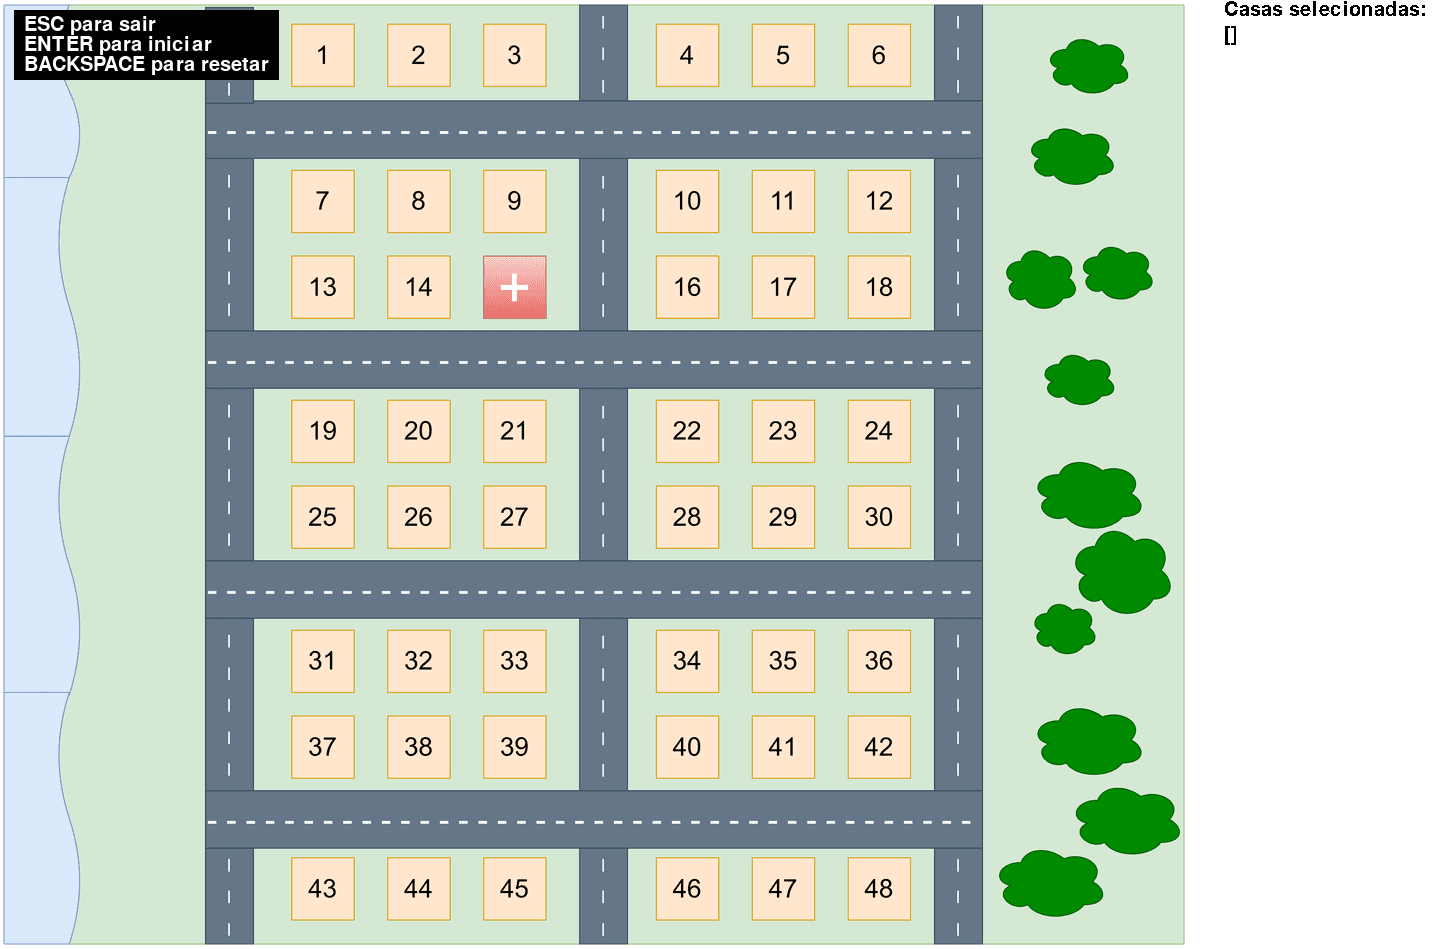 ESC para sair
ENTER para iniciar
BACKSPACE para resetar
Casas selecionadas:
[]
1 2 3 4 5 6
7 8 9 10 11 12
13 14 + 16 17 18
19 20 21 22 23 24
25 26 27 28 29 30
31 32 33 34 35 36
37 38 39 40 41 42
43 44 45 46 47 48